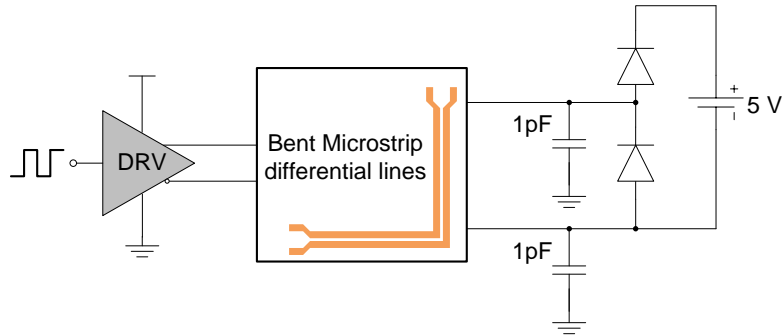 DRV
Bent Microstrip
differential lines
1pF
1pF
+
5 V
-